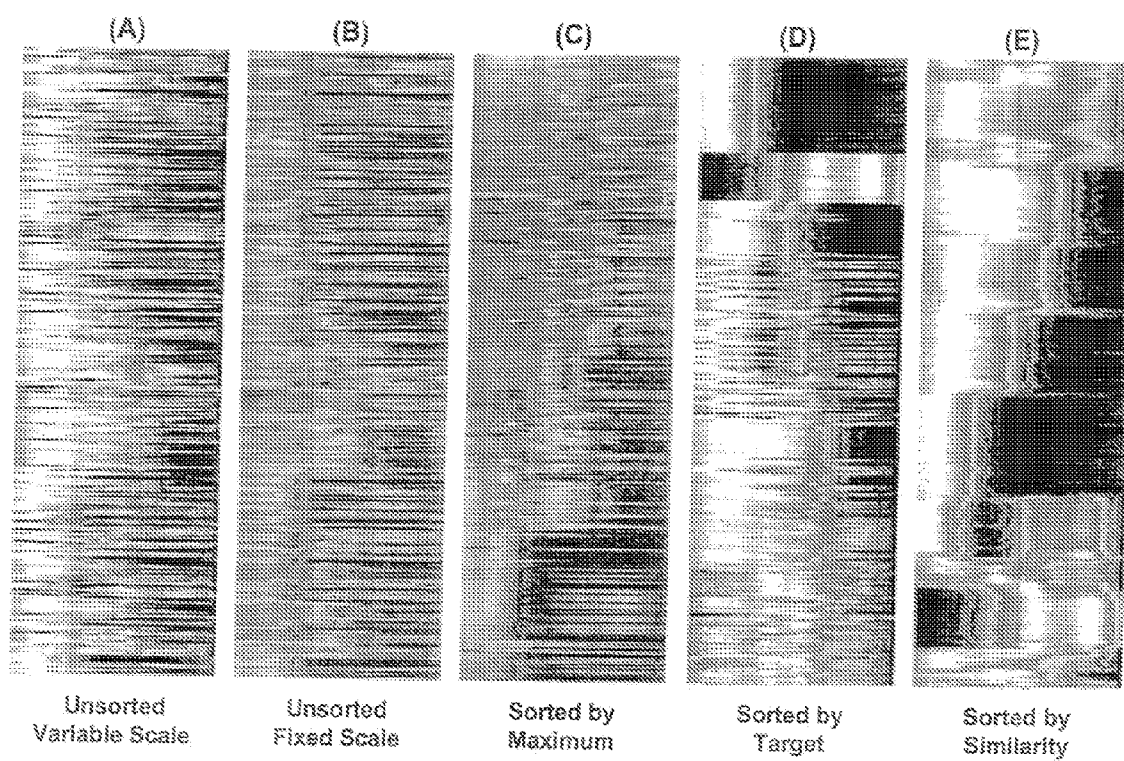 (A)
(B)
(C)
(D)
(E)
Unsorted
Variable Scale
Unsorted
Fixed Scale
Sorted by
Maximum
Sorted by
Target
Sorted by
Similarity